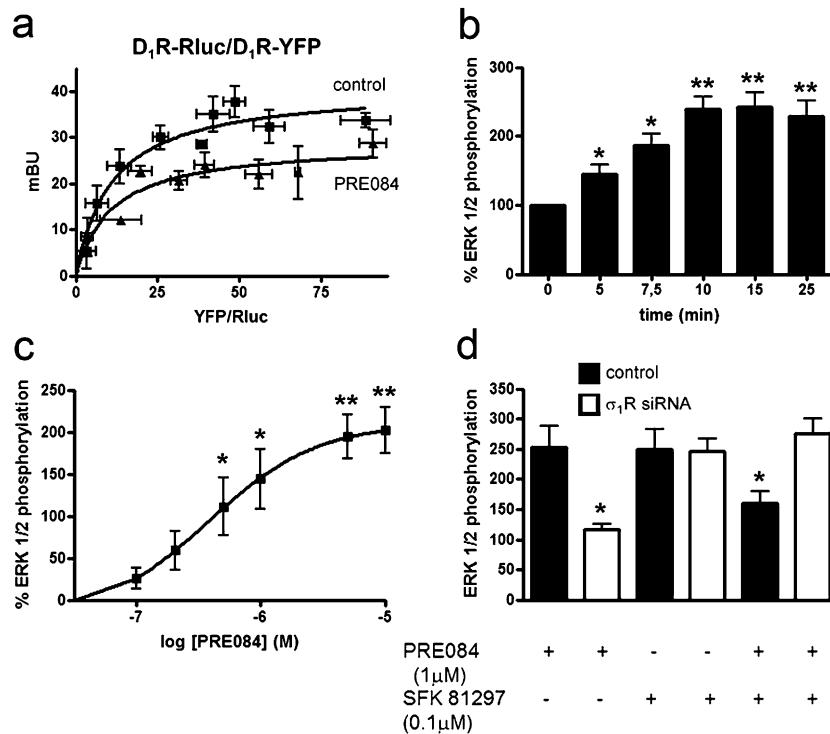 a
D₁R-Rluc/D₁R-YFP
control
PRE084
mBU
40
30
20
10
0
0 25 50 75
YFP/Rluc
b
% ERK 1/2 phosphorylation
300
250
200
150
100
50
0
* * ** ** **
0 5 7,5 10 15 25
time (min)
c
% ERK 1/2 phosphorylation
250
200
150
100
50
0
* * ** **
-7 -6 -5
log [PRE084] (M)
d
control
σ₁R siRNA
ERK 1/2 phosphorylation
350
300
250
200
150
100
50
0
* *
PRE084 + + - - + +
(1μM)
SFK 81297 - - + + + +
(0.1μM)